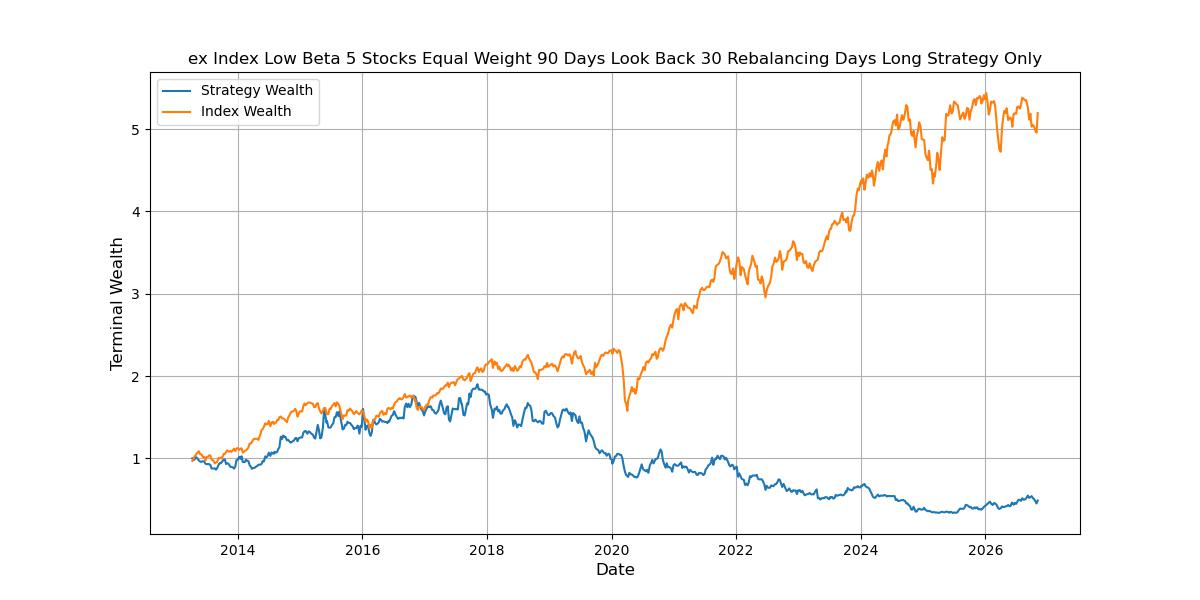 ex Index Low Beta 5 Stocks Equal Weight 90 Days Look Back 30 Rebalancing Days Long Strategy Only
Strategy Wealth
Index Wealth
Terminal Wealth
5
4
3
2
1
2014 2016 2018 2020 2022 2024 2026
Date